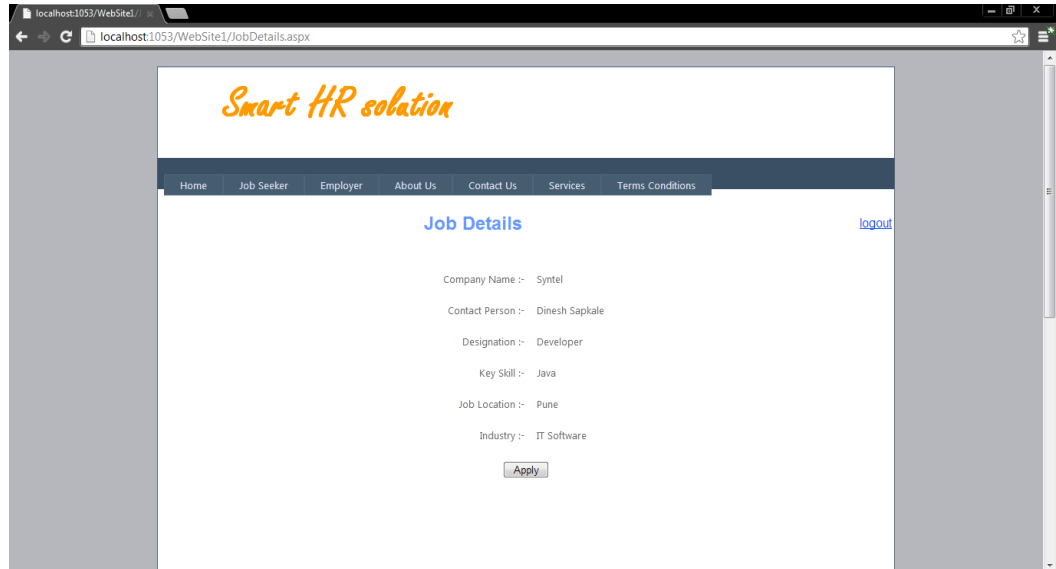 localhost:1053/WebSite1/J
localhost:1053/WebSite1/JobDetails.aspx
Smart HR solution
Home Job Seeker Employer About Us Contact Us Services Terms Conditions
Job Details
logout
Company Name :- Syntel
Contact Person :- Dinesh Sapkale
Designation :- Developer
Key Skill :- Java
Job Location :- Pune
Industry :- IT Software
Apply